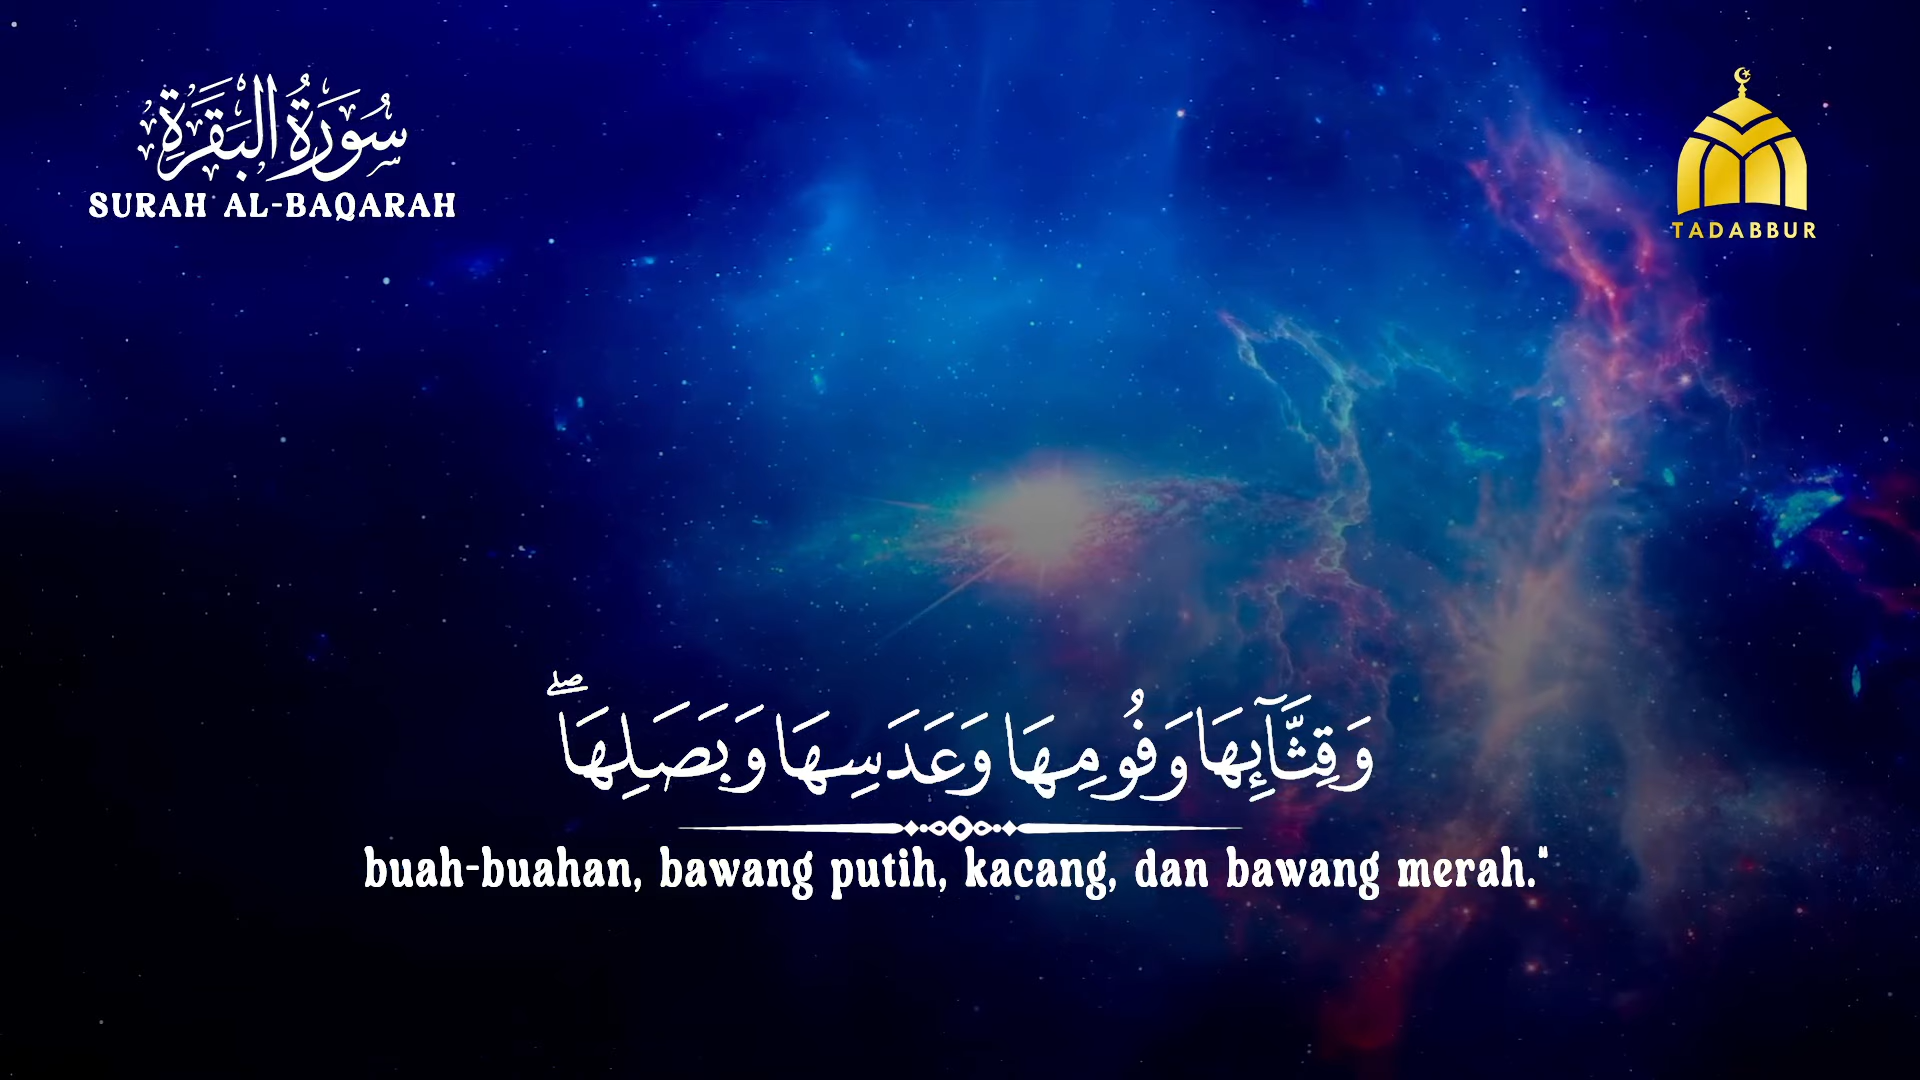 سُورَةُ البَقَرَةِ
SURAH AL-BAQARAH
TADABBUR
وَقِثَّآئِهَا وَفُومِهَا وَعَدَسِهَا وَبَصَلِهَاۖ
buah-buahan, bawang putih, kacang, dan bawang merah."